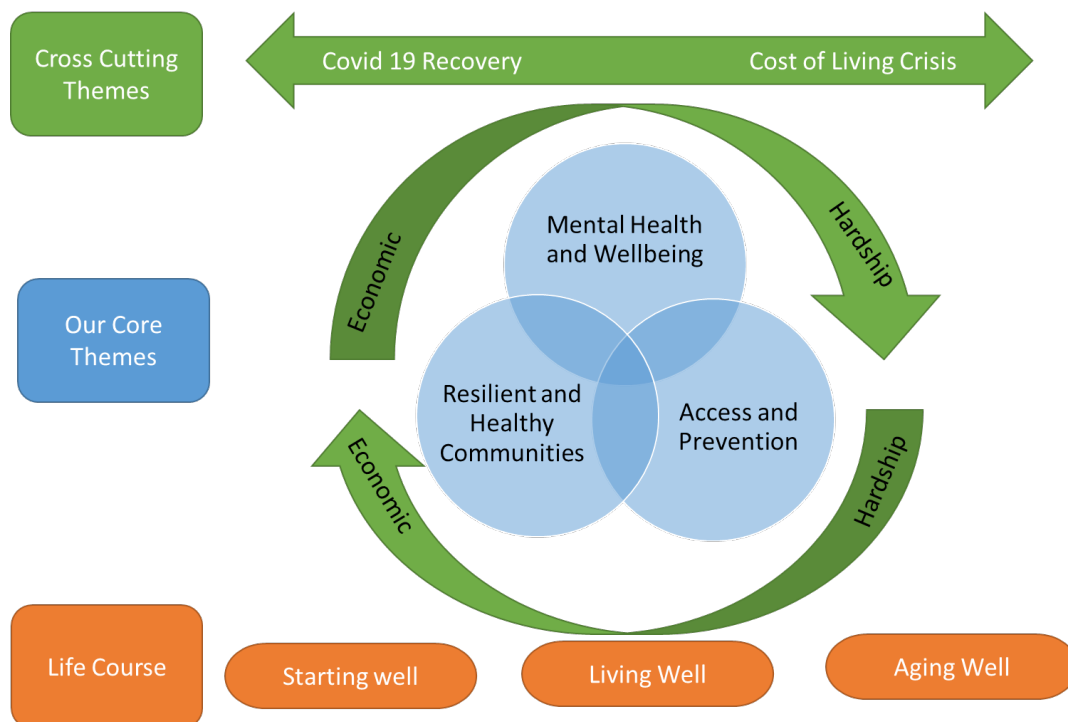 Cross Cutting
Themes
Covid 19 Recovery
Cost of Living Crisis
Economic
Hardship
Mental Health
and Wellbeing
Our Core
Themes
Resilient and
Healthy
Communities
Access and
Prevention
Economic
Hardship
Life Course
Starting well
Living Well
Aging Well